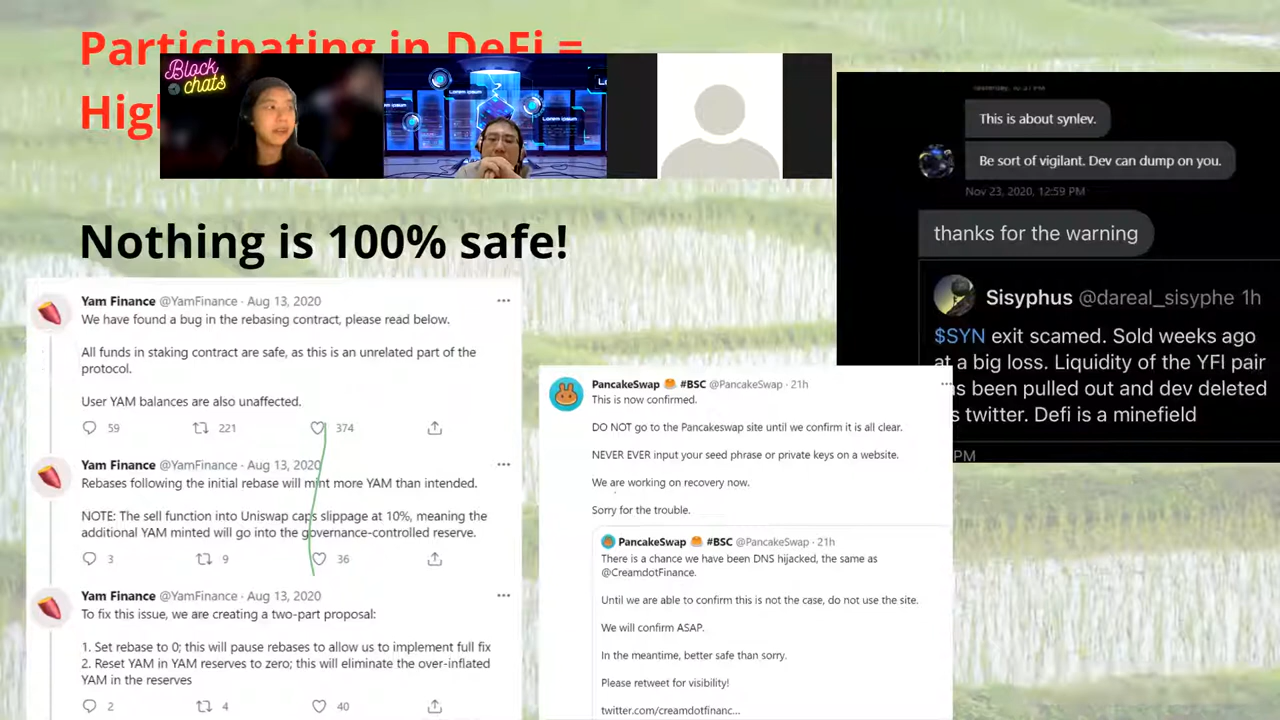 Participating in DeFi =
Block
chats
Lorem Ipsum
Lorem Ipsum
Lorem Ipsum
Nothing is 100% safe!
Yam Finance @YamFinance · Aug 13, 2020
We have found a bug in the rebasing contract, please read below.
All funds in staking contract are safe, as this is an unrelated part of the
protocol.
User YAM balances are also unaffected.
59 221 374
Yam Finance @YamFinance · Aug 13, 2020
Rebases following the initial rebase will mint more YAM than intended.
NOTE: The sell function into Uniswap caps slippage at 10%, meaning the
additional YAM minted will go into the governance-controlled reserve.
3 9 36
Yam Finance @YamFinance · Aug 13, 2020
To fix this issue, we are creating a two-part proposal:
1. Set rebase to 0; this will pause rebases to allow us to implement full fix
2. Reset YAM in YAM reserves to zero; this will eliminate the over-inflated
YAM in the reserves
2 4 40
PancakeSwap #BSC @PancakeSwap · 21h
This is now confirmed.
DO NOT go to the Pancakeswap site until we confirm it is all clear.
NEVER EVER input your seed phrase or private keys on a website.
We are working on recovery now.
Sorry for the trouble.
PancakeSwap #BSC @PancakeSwap · 21h
There is a chance we have been DNS hijacked, the same as
@CreamdotFinance.
Until we are able to confirm this is not the case, do not use the site.
We will confirm ASAP.
In the meantime, better safe than sorry.
Please retweet for visibility!
twitter.com/creamdotfinanc...
This is about synlev.
Be sort of vigilant. Dev can dump on you.
Nov 23, 2020, 12:59 PM
thanks for the warning
Sisyphus @dareal_sisyphe 1h
$SYN exit scamed. Sold weeks ago
at a big loss. Liquidity of the YFI pair
been pulled out and dev deleted
twitter. Defi is a minefield
PM